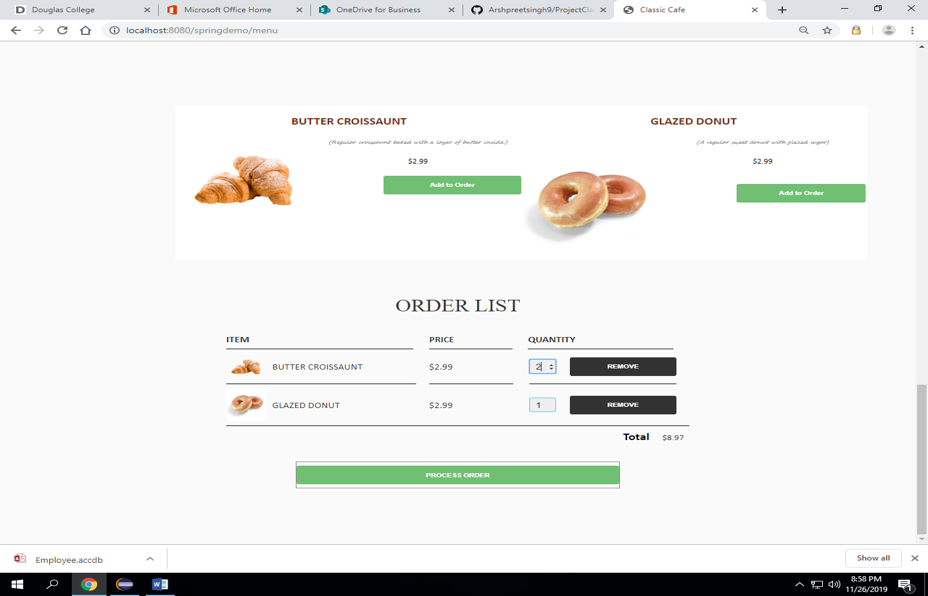 Douglas College
Microsoft Office Home
OneDrive for Business
Arshpreetsingh9/ProjectCla
Classic Cafe
localhost:8080/springdemo/menu
BUTTER CROISSAUNT
GLAZED DONUT
(Regular croissaunt baked with a layer of butter inside.)
(A regular sweet donut with glazed sugar)
$2.99
$2.99
Add to Order
Add to Order
ORDER LIST
ITEM PRICE QUANTITY
BUTTER CROISSAUNT $2.99 2 REMOVE
GLAZED DONUT $2.99 1 REMOVE
Total $8.97
PROCESS ORDER
Employee.accdb
Show all
8:58 PM
11/26/2019